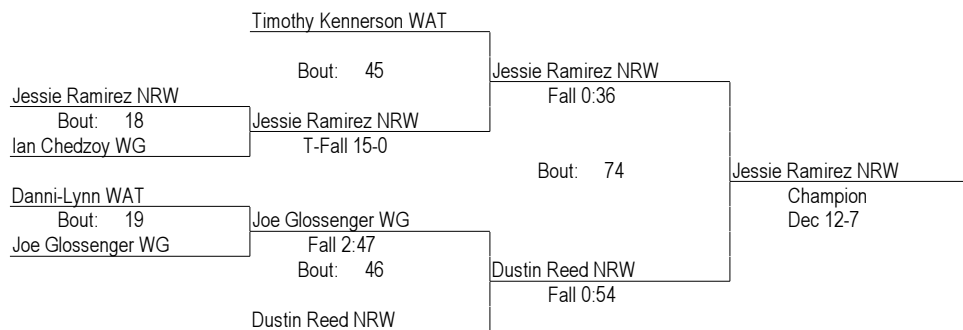 Timothy Kennerson WAT
Bout: 45
Jessie Ramirez NRW
Jessie Ramirez NRW
Fall 0:36
Bout: 18
Jessie Ramirez NRW
Ian Chedzoy WG
T-Fall 15-0
Bout: 74
Jessie Ramirez NRW
Danni-Lynn WAT
Champion
Bout: 19
Joe Glossenger WG
Dec 12-7
Joe Glossenger WG
Fall 2:47
Bout: 46
Dustin Reed NRW
Fall 0:54
Dustin Reed NRW